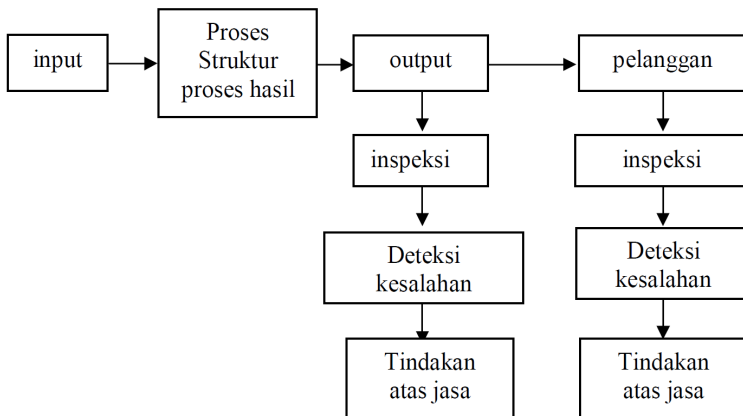 input
Proses
Struktur
proses hasil
output
pelanggan
inspeksi
inspeksi
Deteksi
kesalahan
Deteksi
kesalahan
Tindakan
atas jasa
Tindakan
atas jasa